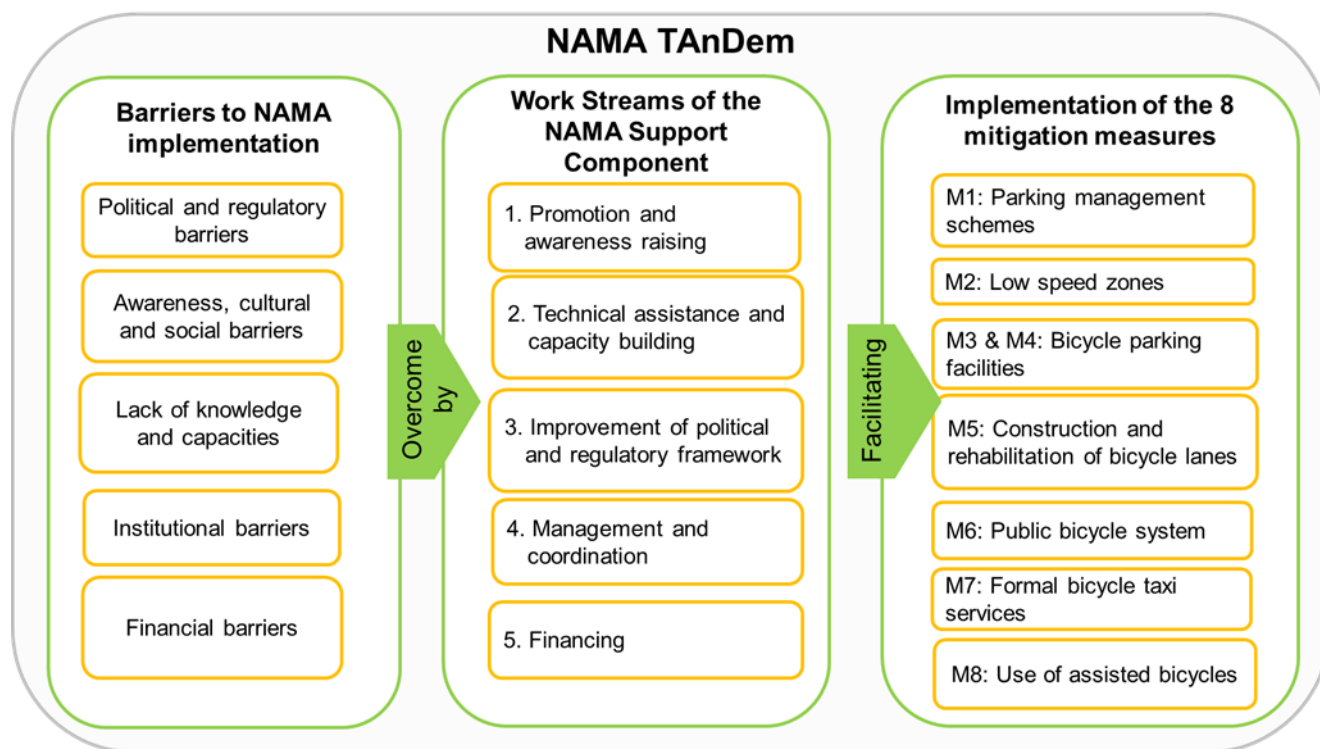 NAMA TAnDem
Barriers to NAMA
implementation
Political and regulatory
barriers
Awareness, cultural
and social barriers
Lack of knowledge
and capacities
Institutional barriers
Financial barriers
Overcome
by
Work Streams of the
NAMA Support
Component
1. Promotion and
awareness raising
2. Technical assistance and
capacity building
3. Improvement of political
and regulatory framework
4. Management and
coordination
5. Financing
Facilitating
Implementation of the 8
mitigation measures
M1: Parking management
schemes
M2: Low speed zones
M3 & M4: Bicycle parking
facilities
M5: Construction and
rehabilitation of bicycle lanes
M6: Public bicycle system
M7: Formal bicycle taxi
services
M8: Use of assisted bicycles